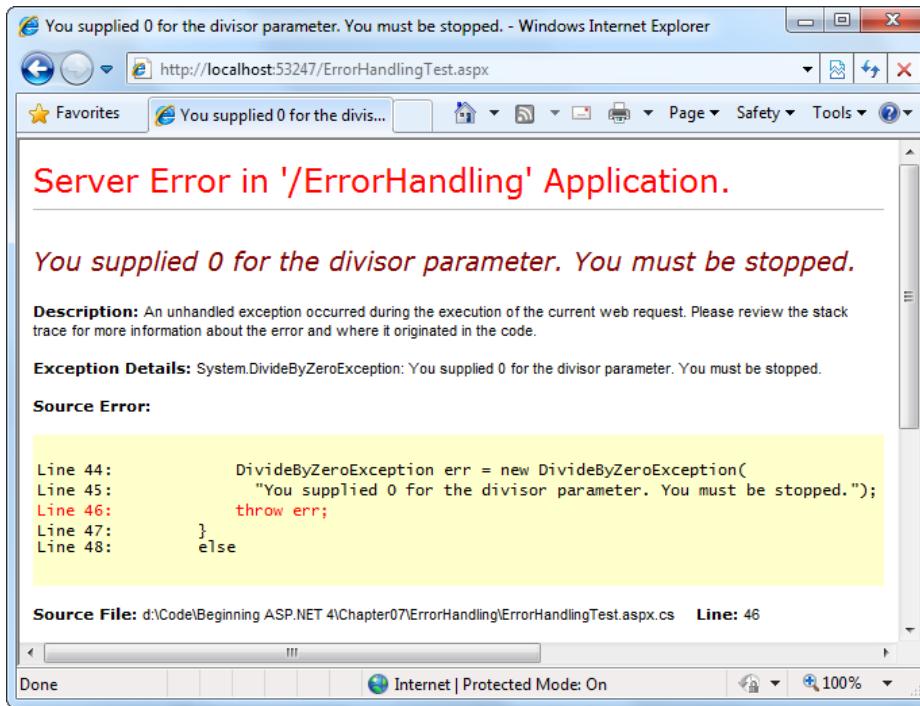 You supplied 0 for the divisor parameter. You must be stopped. - Windows Internet Explorer
http://localhost:53247/ErrorHandlingTest.aspx
Favorites You supplied 0 for the divis... Page Safety Tools
Server Error in '/ErrorHandling' Application.
You supplied 0 for the divisor parameter. You must be stopped.
Description: An unhandled exception occurred during the execution of the current web request. Please review the stack
trace for more information about the error and where it originated in the code.
Exception Details: System.DivideByZeroException: You supplied 0 for the divisor parameter. You must be stopped.
Source Error:
Line 44:             DivideByZeroException err = new DivideByZeroException(
Line 45:               "You supplied 0 for the divisor parameter. You must be stopped.");
Line 46:             throw err;
Line 47:         }
Line 48:         else
Source File: d:\Code\Beginning ASP.NET 4\Chapter07\ErrorHandling\ErrorHandlingTest.aspx.cs    Line: 46
Done Internet | Protected Mode: On 100%